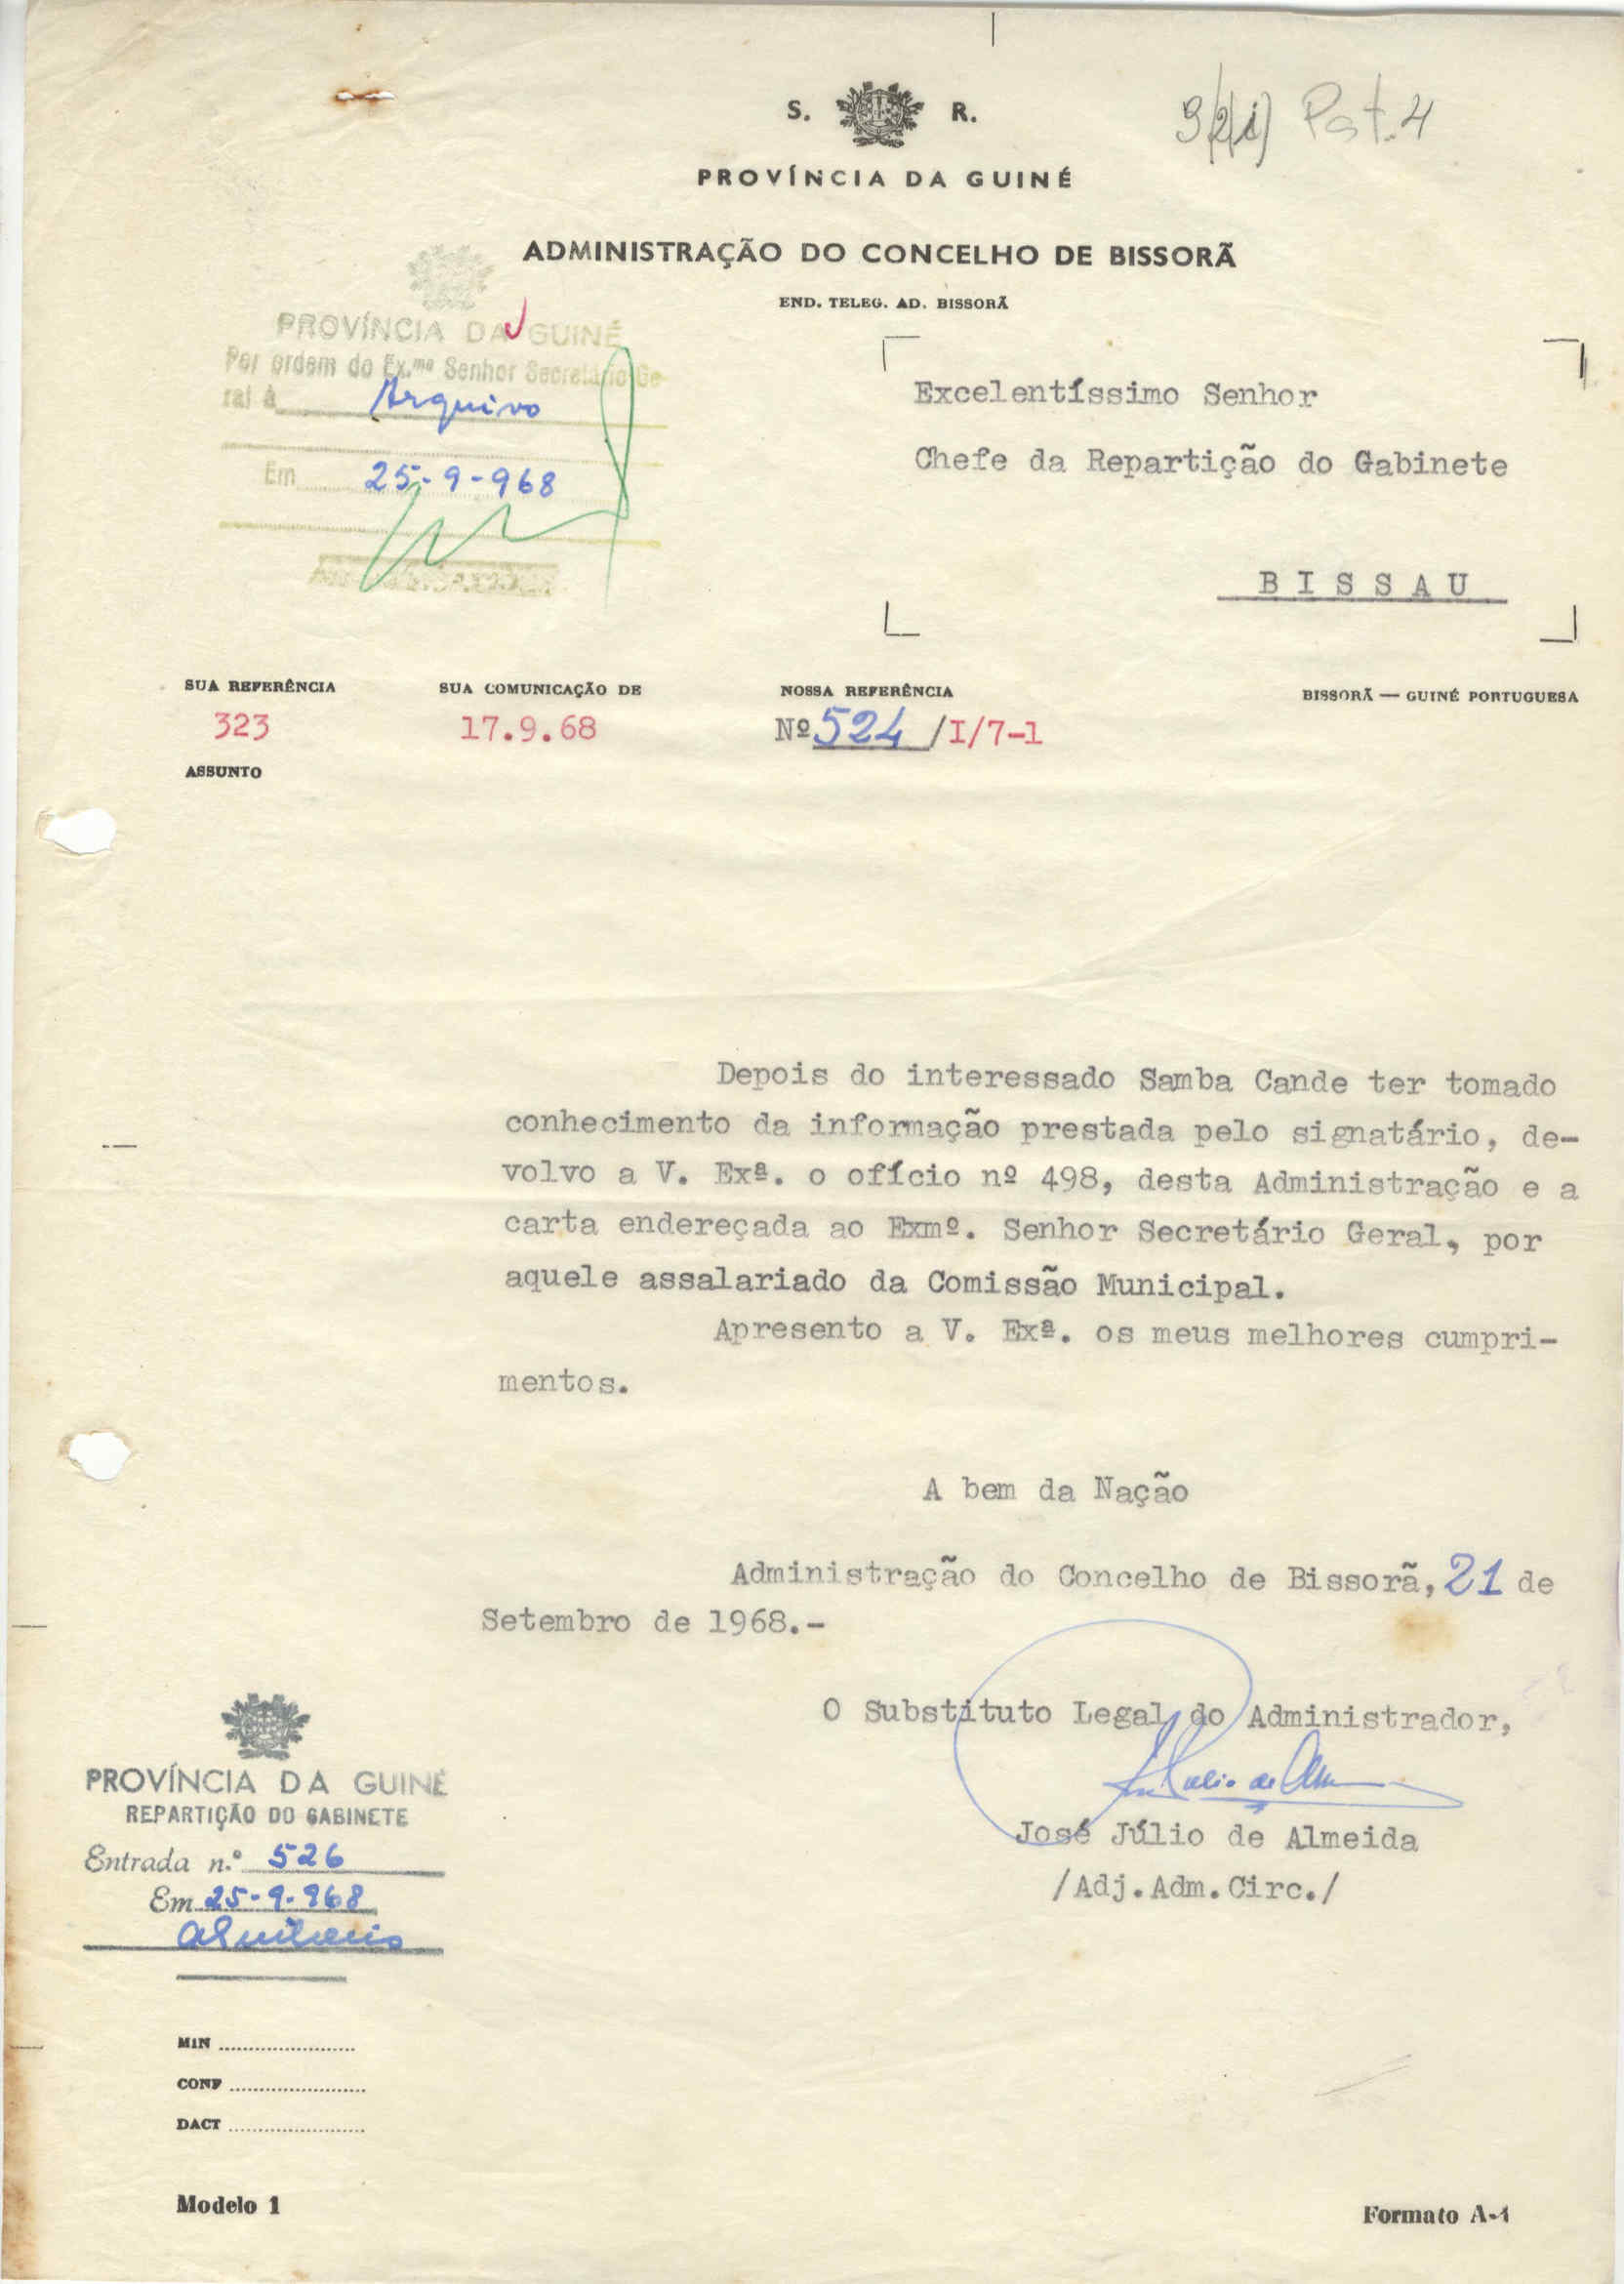 S. R.
Pat. 4
PROVÍNCIA DA GUINÉ
ADMINISTRAÇÃO DO CONCELHO DE BISSORÃ
END. TELEG. AD. BISSORÃ
PROVÍNCIA DA GUINÉ
Por ordem do Ex.mo Senhor Secretário Ge-
ral à Arquivo
Em 25-9-968
Excelentíssimo Senhor
Chefe da Repartição do Gabinete
B I S S A U
SUA REFERÊNCIA SUA COMUNICAÇÃO DE NOSSA REFERÊNCIA BISSORÃ — GUINÉ PORTUGUESA
323 17.9.68 Nº 524 /I/7-1
ASSUNTO
Depois do interessado Samba Cande ter tomado
conhecimento da informação prestada pelo signatário, de-
volvo a V. Exª. o ofício nº 498, desta Administração e a
carta endereçada ao Exmº. Senhor Secretário Geral, por
aquele assalariado da Comissão Municipal.
Apresento a V. Exª. os meus melhores cumpri-
mentos.
A bem da Nação
Administração do Concelho de Bissorã, 21 de
Setembro de 1968.-
O Substituto Legal do Administrador,
José Júlio de Almeida
/Adj.Adm.Circ./
PROVÍNCIA DA GUINÉ
REPARTIÇÃO DO GABINETE
Entrada n.º 526
Em 25-9-968
MIN
CONF
DACT
Modelo 1 Formato A-4